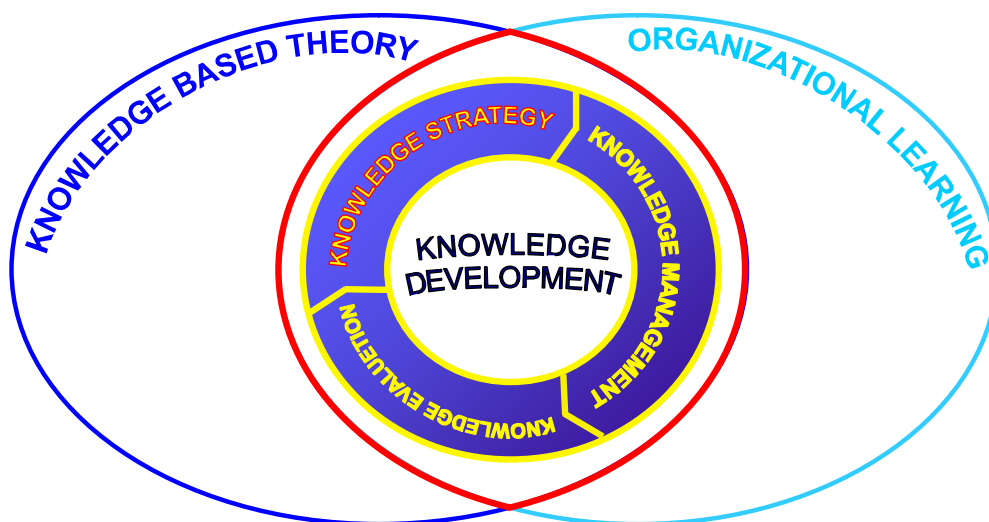 KNOWLEDGE BASED THEORY
ORGANIZATIONAL LEARNING
KNOWLEDGE STRATEGY
KNOWLEDGE MANAGEMENT
KNOWLEDGE EVALUETION
KNOWLEDGE
DEVELOPMENT